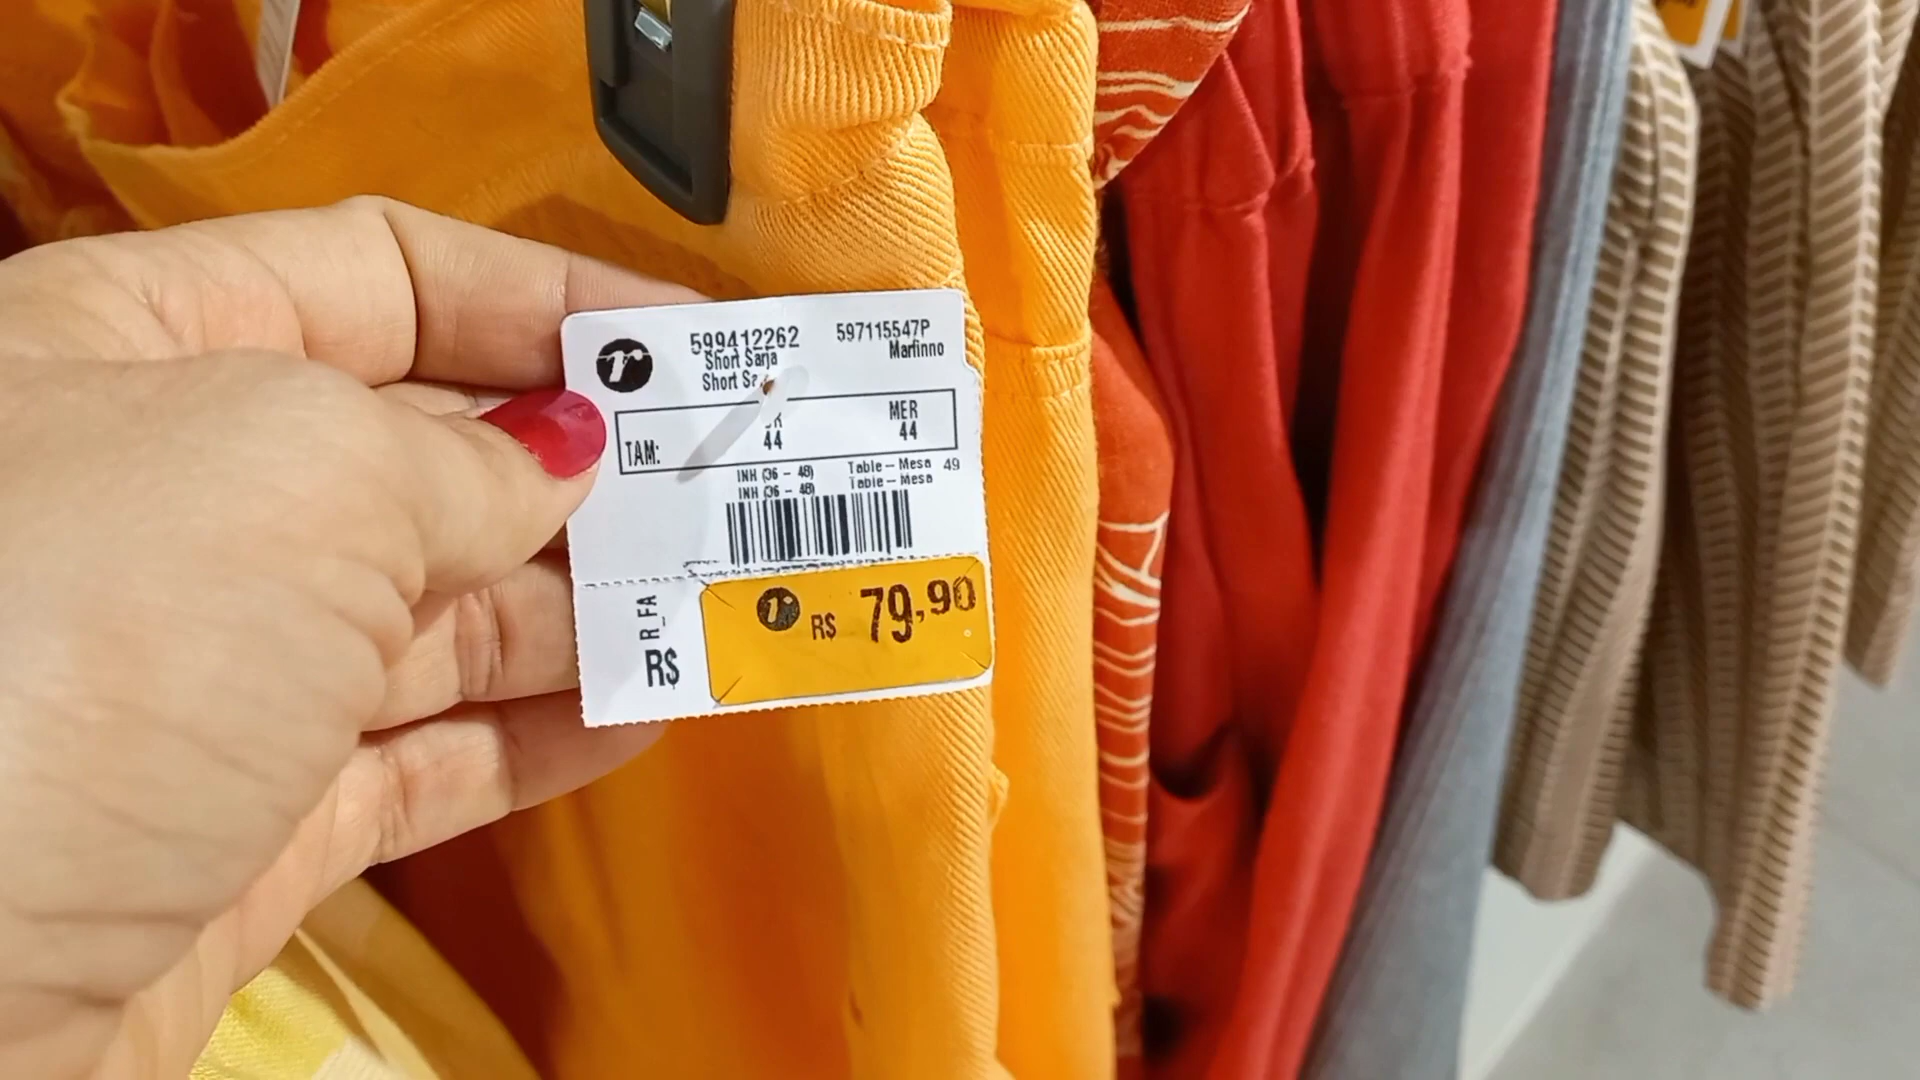 599412262 597115547P
Short Sarja Marfinno
Short Sa
MER
TAM: 44 44
INH (36 - 48) Table - Mesa 49
INH (36 - 48) Table - Mesa
R_FA
R$
r R$ 79,90